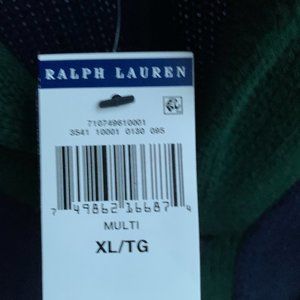 RALPH LAUREN
710749610001
3541 10001 0130 095
7 49862 16687 4
MULTI
XL/TG